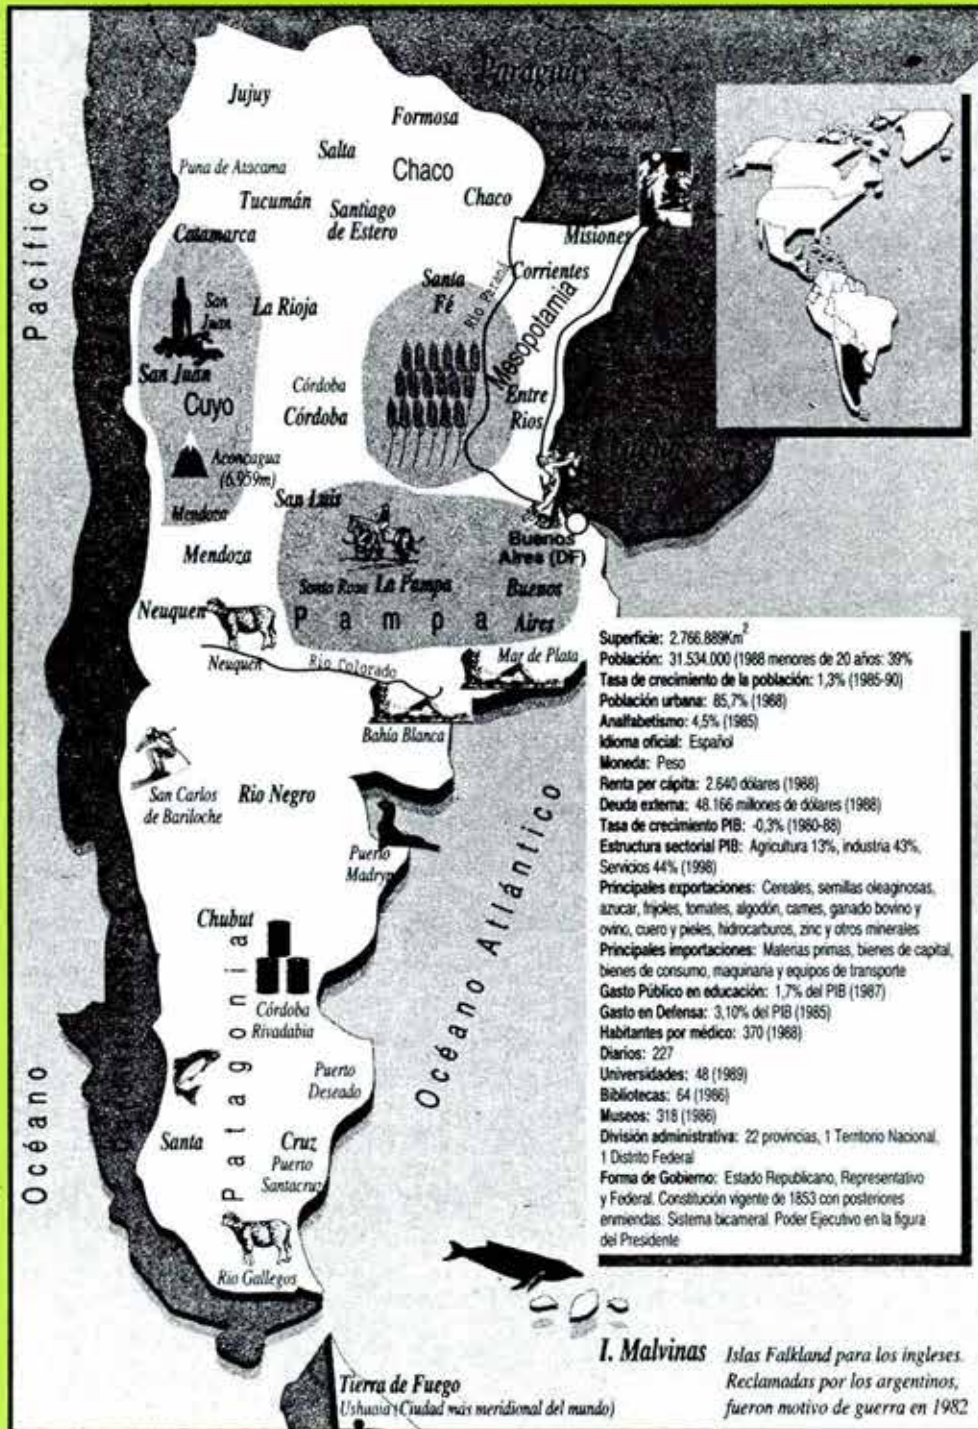 Paraguay
Jujuy
Formosa
Salta
Puna de Atacama
Chaco
Tucumán
Chaco
Santiago
de Estero
Catamarca
Misiones
Corrientes
Santa
Fé
Río Paraná
Mesopotamia
San
Juan
La Rioja
San Juan
Cuyo
Córdoba
Córdoba
Entre
Rios
Aconcagua
(6.959m)
San Luis
Mendoza
Mendoza
Buenos
Aires (DF)
Santa Rosa
La Pampa
Buenos
Aires
Pampa
Neuquen
Neuquén
Rio Colorado
Mar de Plata
Bahía Blanca
San Carlos
de Bariloche
Rio Negro
Puerto
Madryn
Chubut
Patagonia
Córdoba
Rivadabia
Puerto
Deseado
Santa Cruz
Puerto
Santacruz
Rio Gallegos
Pacífico
Océano
Océano Atlántico
Superficie: 2.766.889Km²
Población: 31.534.000 (1988 menores de 20 años: 39%
Tasa de crecimiento de la población: 1,3% (1985-90)
Población urbana: 85,7% (1988)
Analfabetismo: 4,5% (1985)
Idioma oficial: Español
Moneda: Peso
Renta per cápita: 2.640 dólares (1988)
Deuda externa: 48.166 millones de dólares (1988)
Tasa de crecimiento PIB: -0,3% (1980-88)
Estructura sectorial PIB: Agricultura 13%, industria 43%,
Servicios 44% (1998)
Principales exportaciones: Cereales, semillas oleaginosas,
azucar, frijoles, tomates, algodón, carnes, ganado bovino y
ovino, cuero y pieles, hidrocarburos, zinc y otros minerales
Principales importaciones: Materias primas, bienes de capital,
bienes de consumo, maquinaria y equipos de transporte
Gasto Público en educación: 1,7% del PIB (1987)
Gasto en Defensa: 3,10% del PIB (1985)
Habitantes por médico: 370 (1988)
Diarios: 227
Universidades: 48 (1989)
Bibliotecas: 64 (1986)
Museos: 318 (1986)
División administrativa: 22 provincias, 1 Territorio Nacional,
1 Distrito Federal
Forma de Gobierno: Estado Republicano, Representativo
y Federal. Constitución vigente de 1853 con posteriores
enmiendas. Sistema bicameral. Poder Ejecutivo en la figura
del Presidente
I. Malvinas
Islas Falkland para los ingleses.
Reclamadas por los argentinos,
fueron motivo de guerra en 1982
Tierra de Fuego
Ushuaia (Ciudad más meridional del mundo)